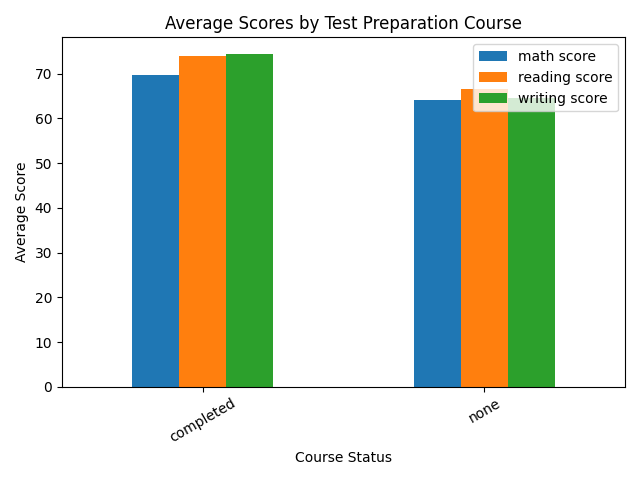 Average Scores by Test Preparation Course
math score
reading score
writing score
Average Score
70
60
50
40
30
20
10
0
completed
none
Course Status